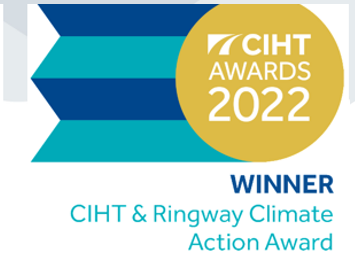 CIHT
AWARDS
2022
WINNER
CIHT & Ringway Climate
Action Award